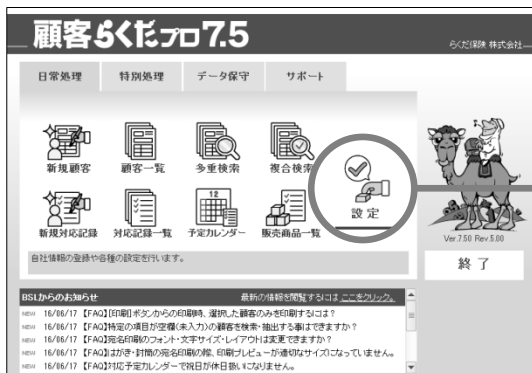 顧客らくだプロ7.5
らくだ保険 株式会社
日常処理 特別処理 データ保守 サポート
新規顧客 顧客一覧 多重検索 複合検索 設定
12
新規対応記録 対応記録一覧 予定カレンダー 販売商品一覧
Ver.7.50 Rev.5.00
自社情報の登録や各種の設定を行います。
終了
BSLからのお知らせ 最新の情報を閲覧するには ここをクリック。
NEW 16/06/17 【FAQ】[印刷]ボタンからの印刷時、選択した顧客のみを印刷するには?
NEW 16/06/17 【FAQ】特定の項目が空欄(未入力)の顧客を検索・抽出する事はできますか?
NEW 16/06/17 【FAQ】宛名印刷のフォント・文字サイズ・レイアウトは変更できますか?
NEW 16/06/17 【FAQ】はがき・封筒の宛名印刷の際、印刷プレビューが適切なサイズになっていません。
NEW 16/06/17 【FAQ】対応予定カレンダーで祝日が休日扱いになりません。